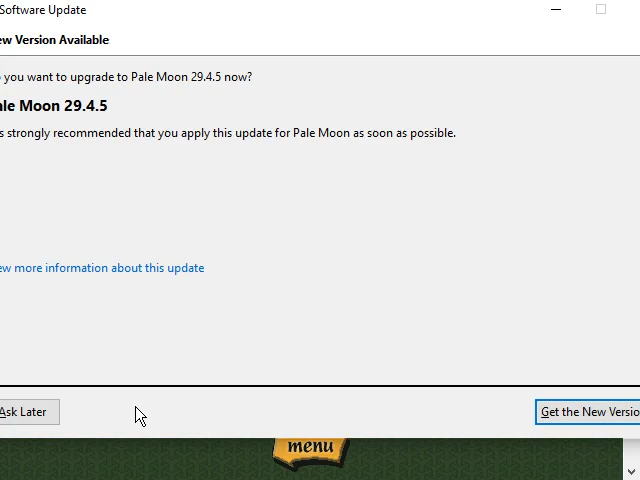 Software Update
ew Version Available
you want to upgrade to Pale Moon 29.4.5 now?
ale Moon 29.4.5
s strongly recommended that you apply this update for Pale Moon as soon as possible.
ew more information about this update
Ask Later
Get the New Versio
menu